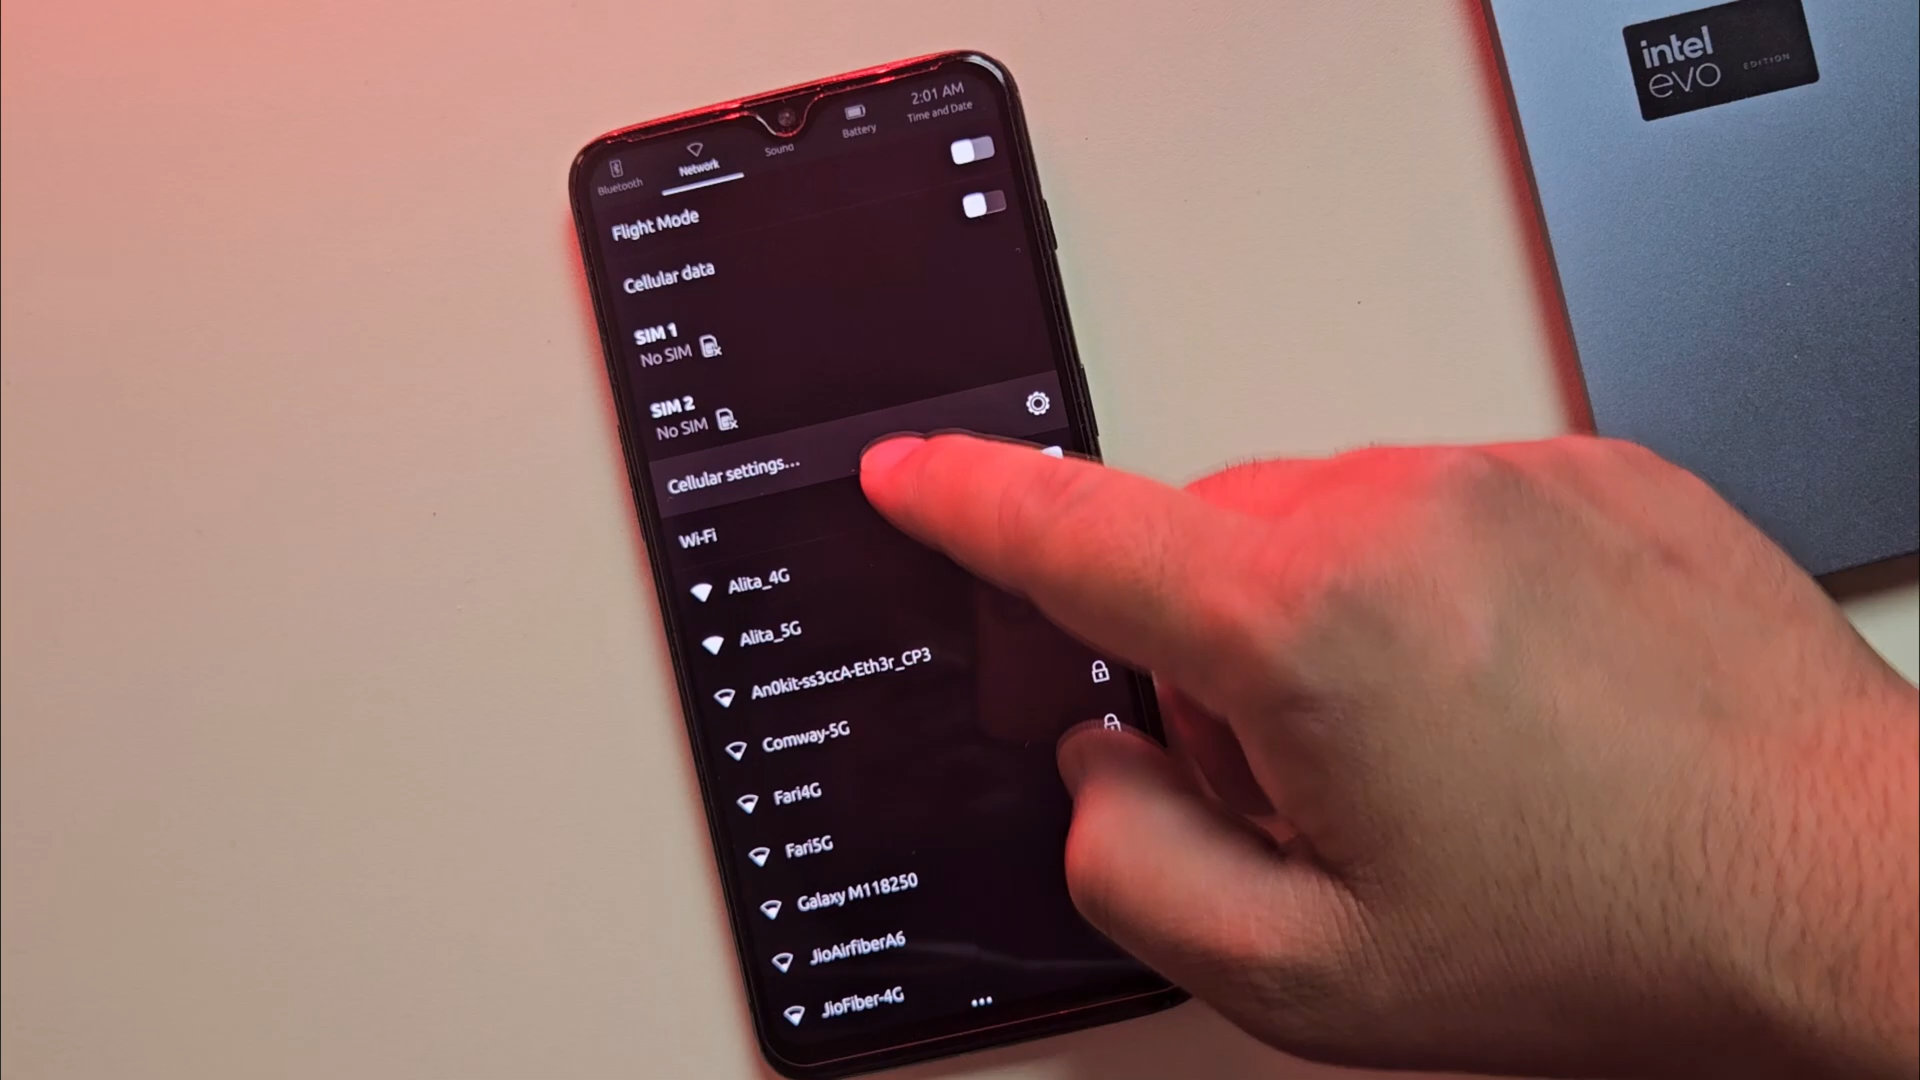 intel
evo EDITION
2:01 AM
Bluetooth
Network
Sound
Battery
Time and Date
Flight Mode
Cellular data
SIM 1
No SIM
SIM 2
No SIM
Cellular settings...
Wi-Fi
Alita_4G
Alita_5G
An0kit-ss3ccA-Eth3r_CP3
Comway-5G
Fari4G
Fari5G
Galaxy M118250
JioAirfiberA6
JioFiber-4G